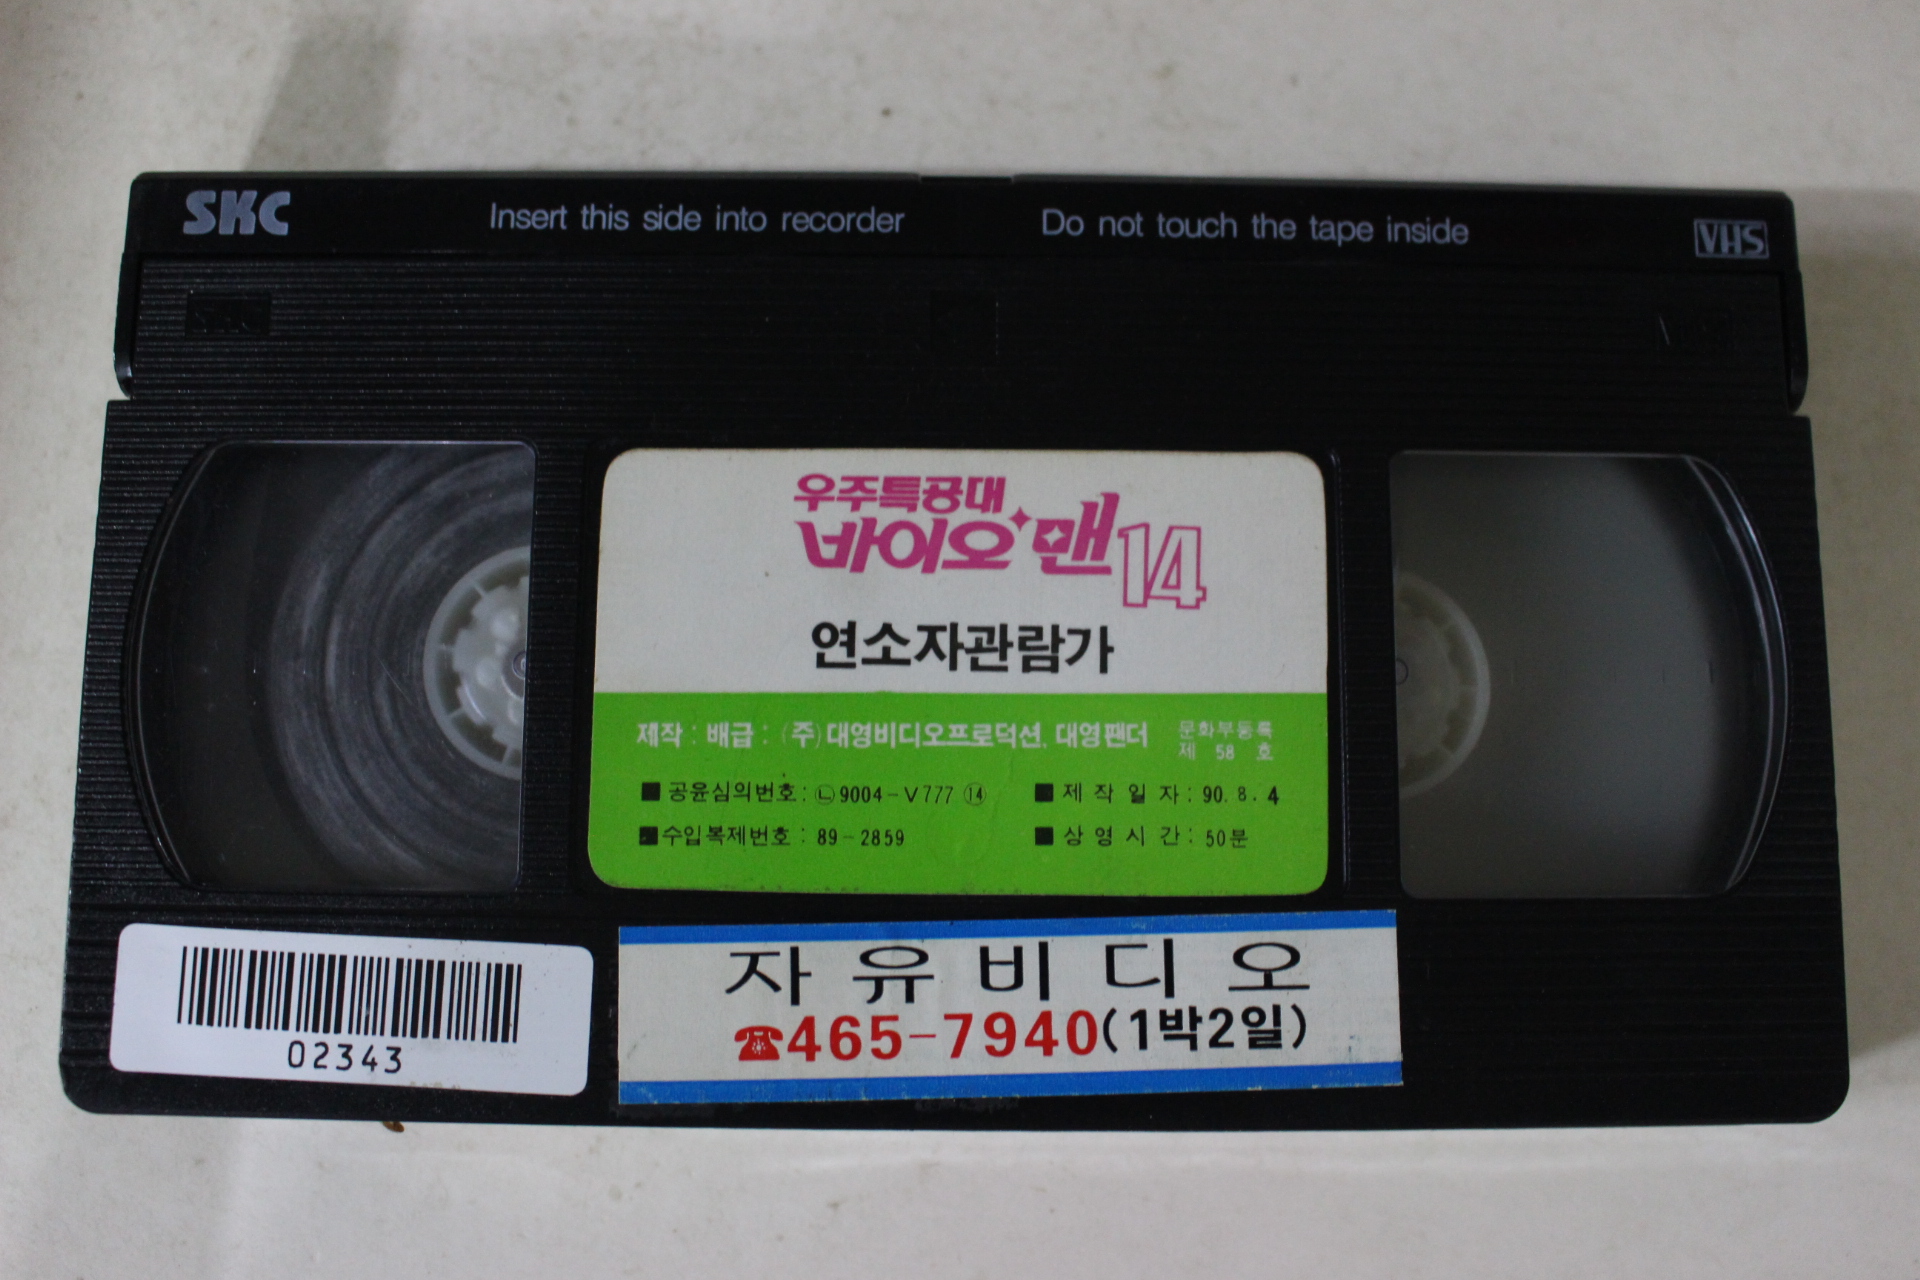 SKC
Insert this side into recorder
Do not touch the tape inside
VHS
우주특공대
바이오맨14
연소자관람가
제작 : 배급 : (주)대영비디오프로덕션, 대영팬더
문화부등록
제 58 호
■ 공윤심의번호: ㉡9004-V777 ⑭
■ 제작일자: 90. 8. 4
■ 수입복제번호 : 89-2859
■ 상영시간: 50분
02343
자유비디오
☎465-7940(1박2일)